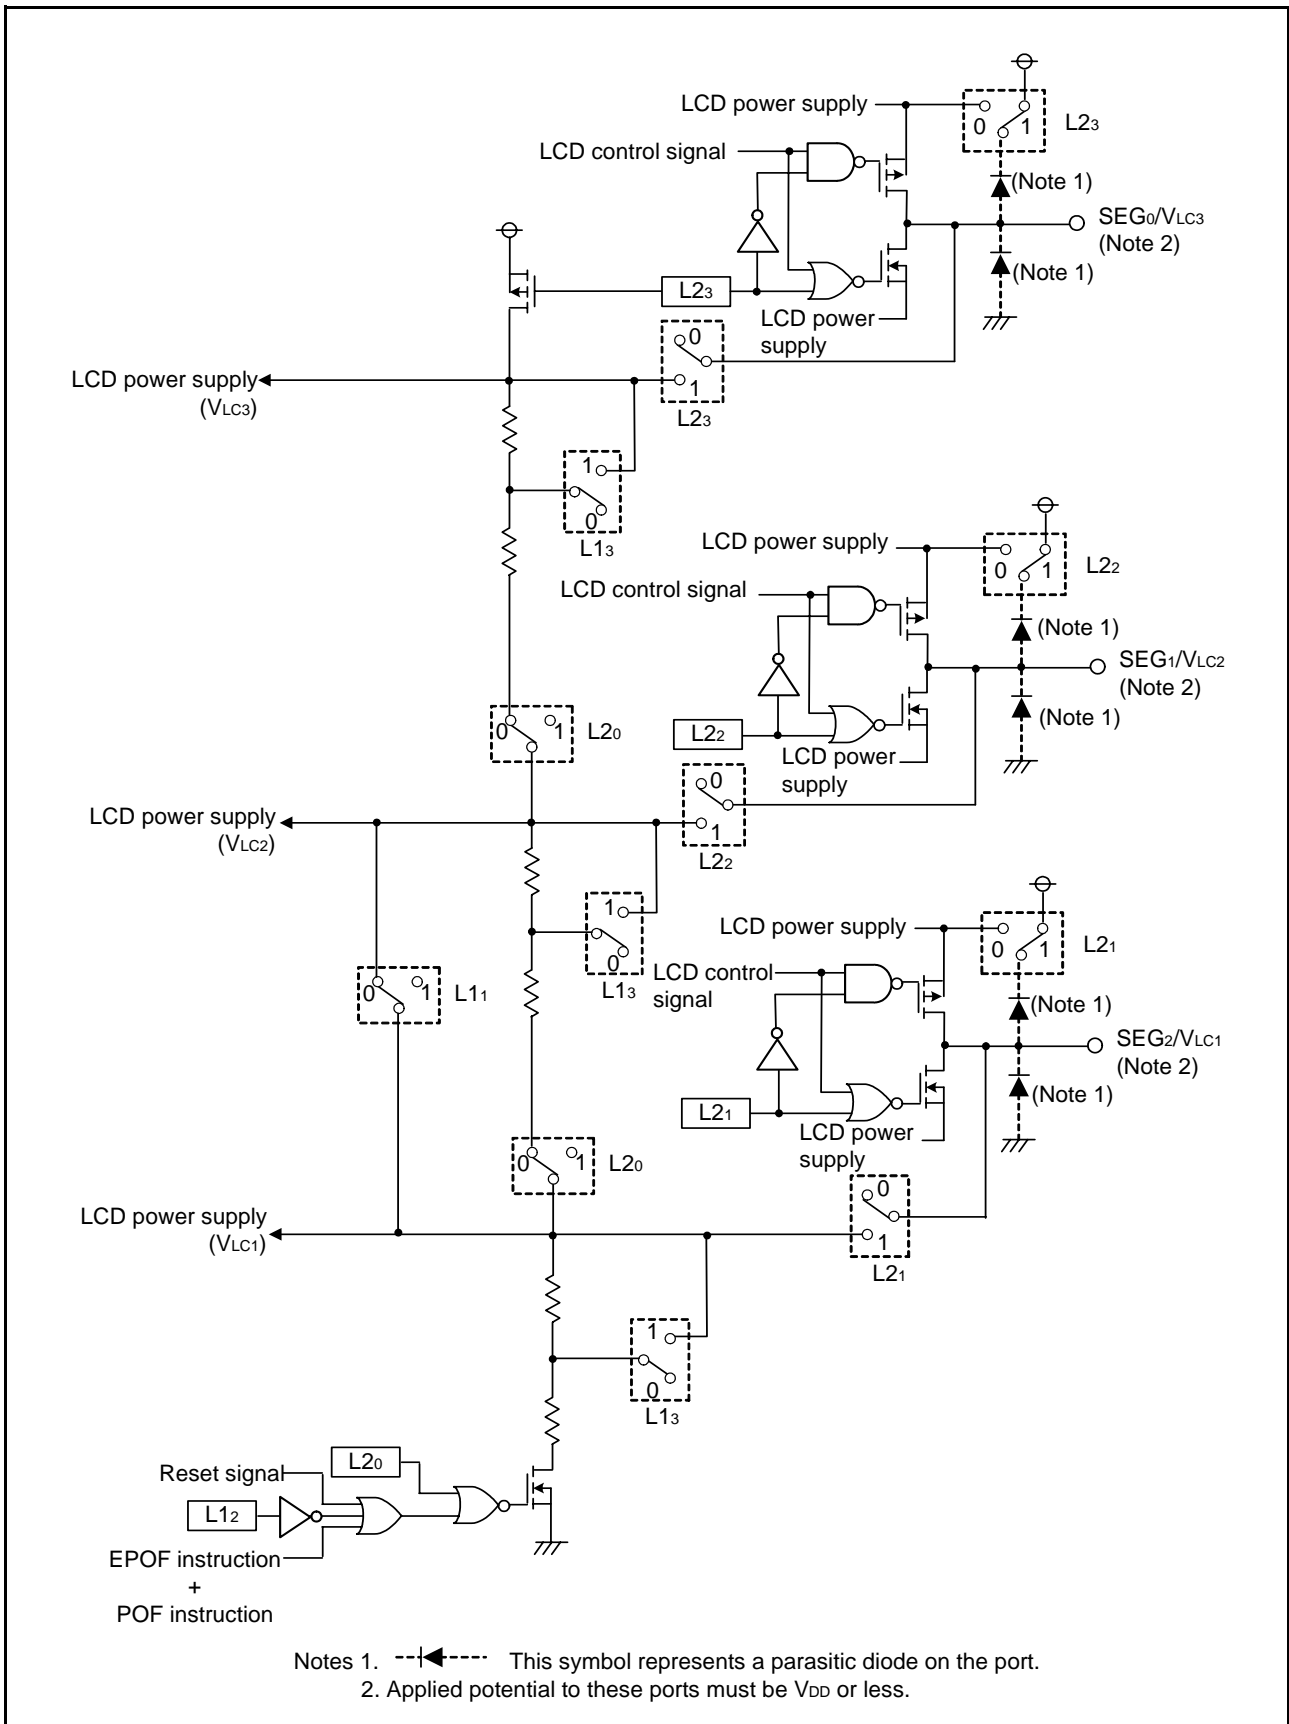 LCD power supply
0 1 L23
LCD control signal
(Note 1)
SEG0/VLC3
(Note 2)
(Note 1)
L23
LCD power
supply
0
1
L23
LCD power supply
(VLC3)
1
0
L13
LCD power supply
0 1 L22
LCD control signal
(Note 1)
SEG1/VLC2
(Note 2)
(Note 1)
L22
LCD power
supply
0 1 L20
0
1
L22
LCD power supply
(VLC2)
1
0
L13
LCD power supply
0 1 L21
LCD control
signal
0 1 L11
(Note 1)
SEG2/VLC1
(Note 2)
(Note 1)
L21
LCD power
supply
0 1 L20
0
1
L21
LCD power supply
(VLC1)
1
0
L13
L20
Reset signal
L12
EPOF instruction
+
POF instruction
Notes 1. This symbol represents a parasitic diode on the port.
2. Applied potential to these ports must be VDD or less.